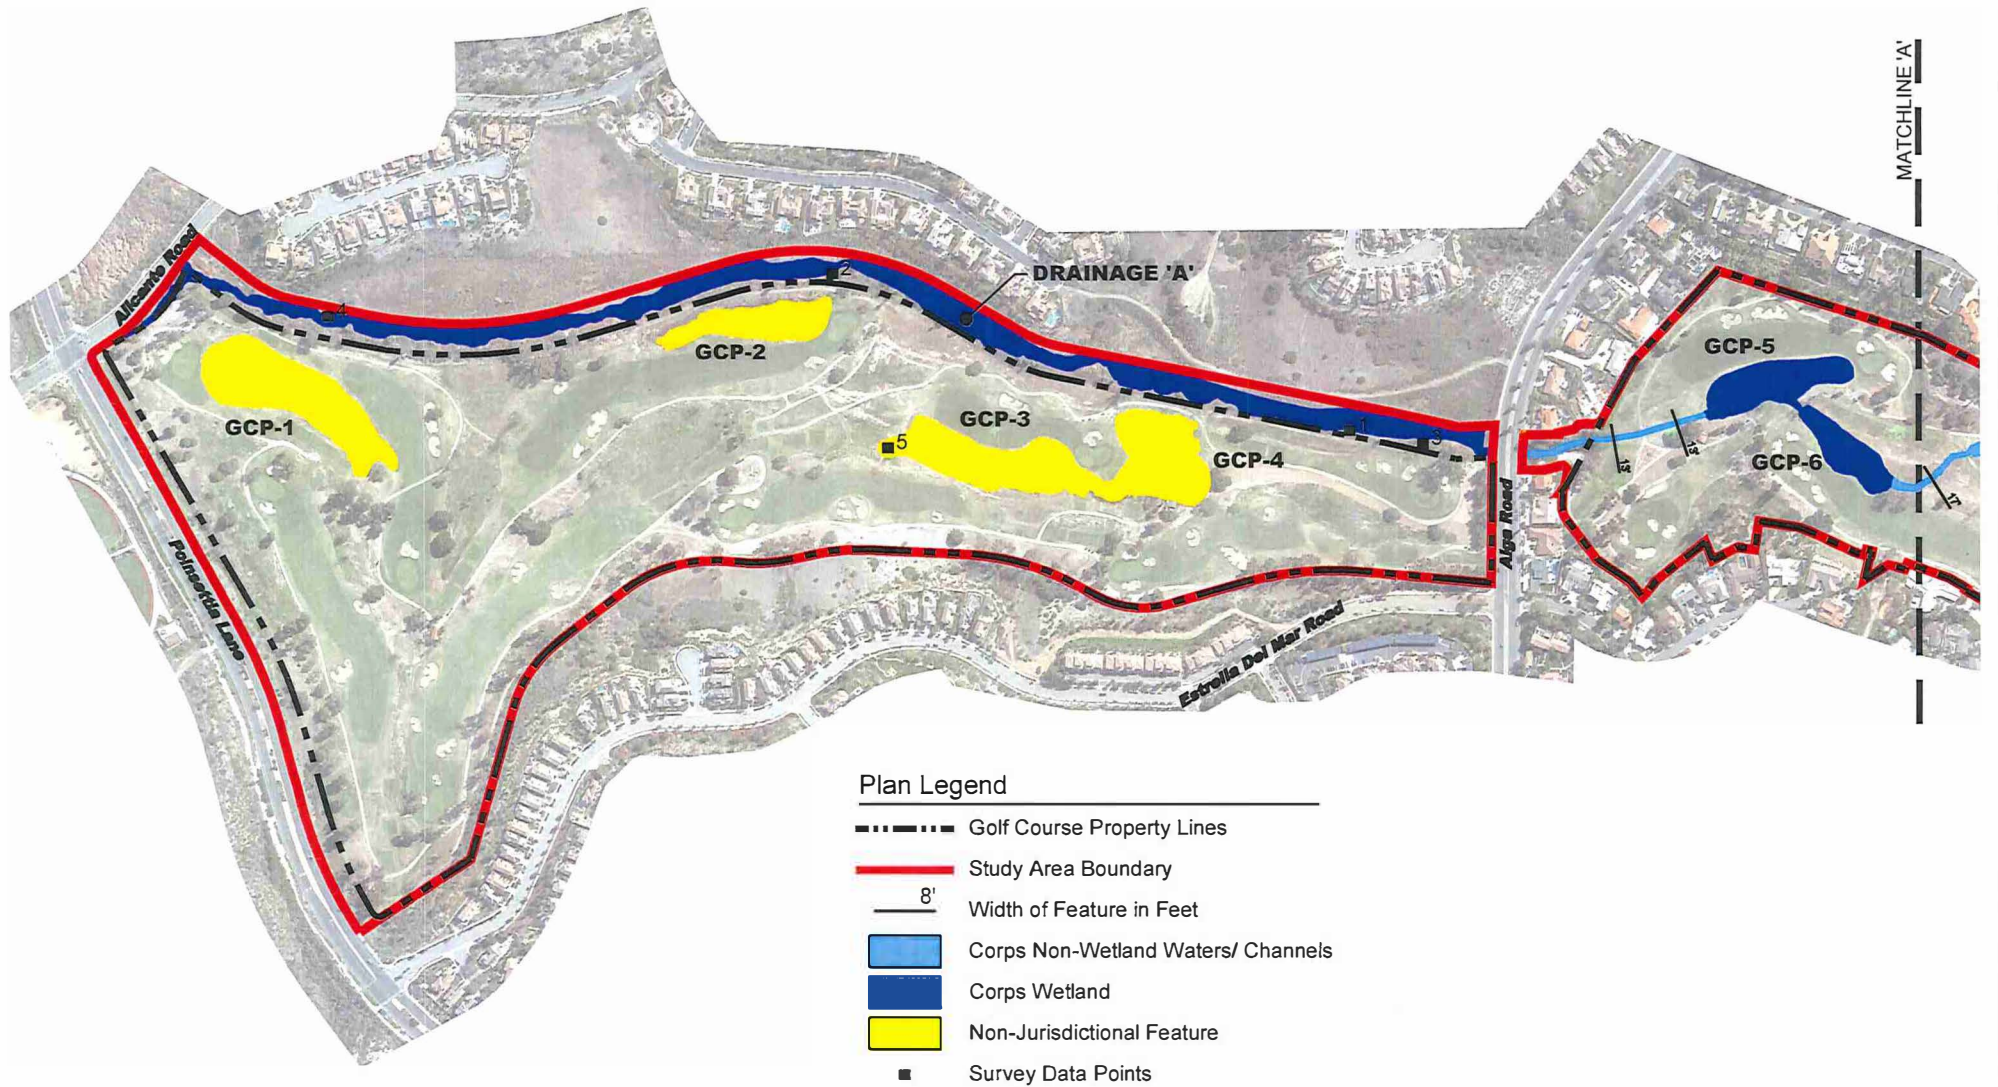 MATCHLINE 'A'
Alicante Road
4
2
DRAINAGE 'A'
GCP-2
GCP-1
GCP-3
5
GCP-4
1
3
GCP-5
GCP-6
13'
13'
17'
Alga Road
Poinsettia Lane
Estrella Del Mar Road
Plan Legend
Golf Course Property Lines
Study Area Boundary
8'
Width of Feature in Feet
Corps Non-Wetland Waters/ Channels
Corps Wetland
Non-Jurisdictional Feature
Survey Data Points